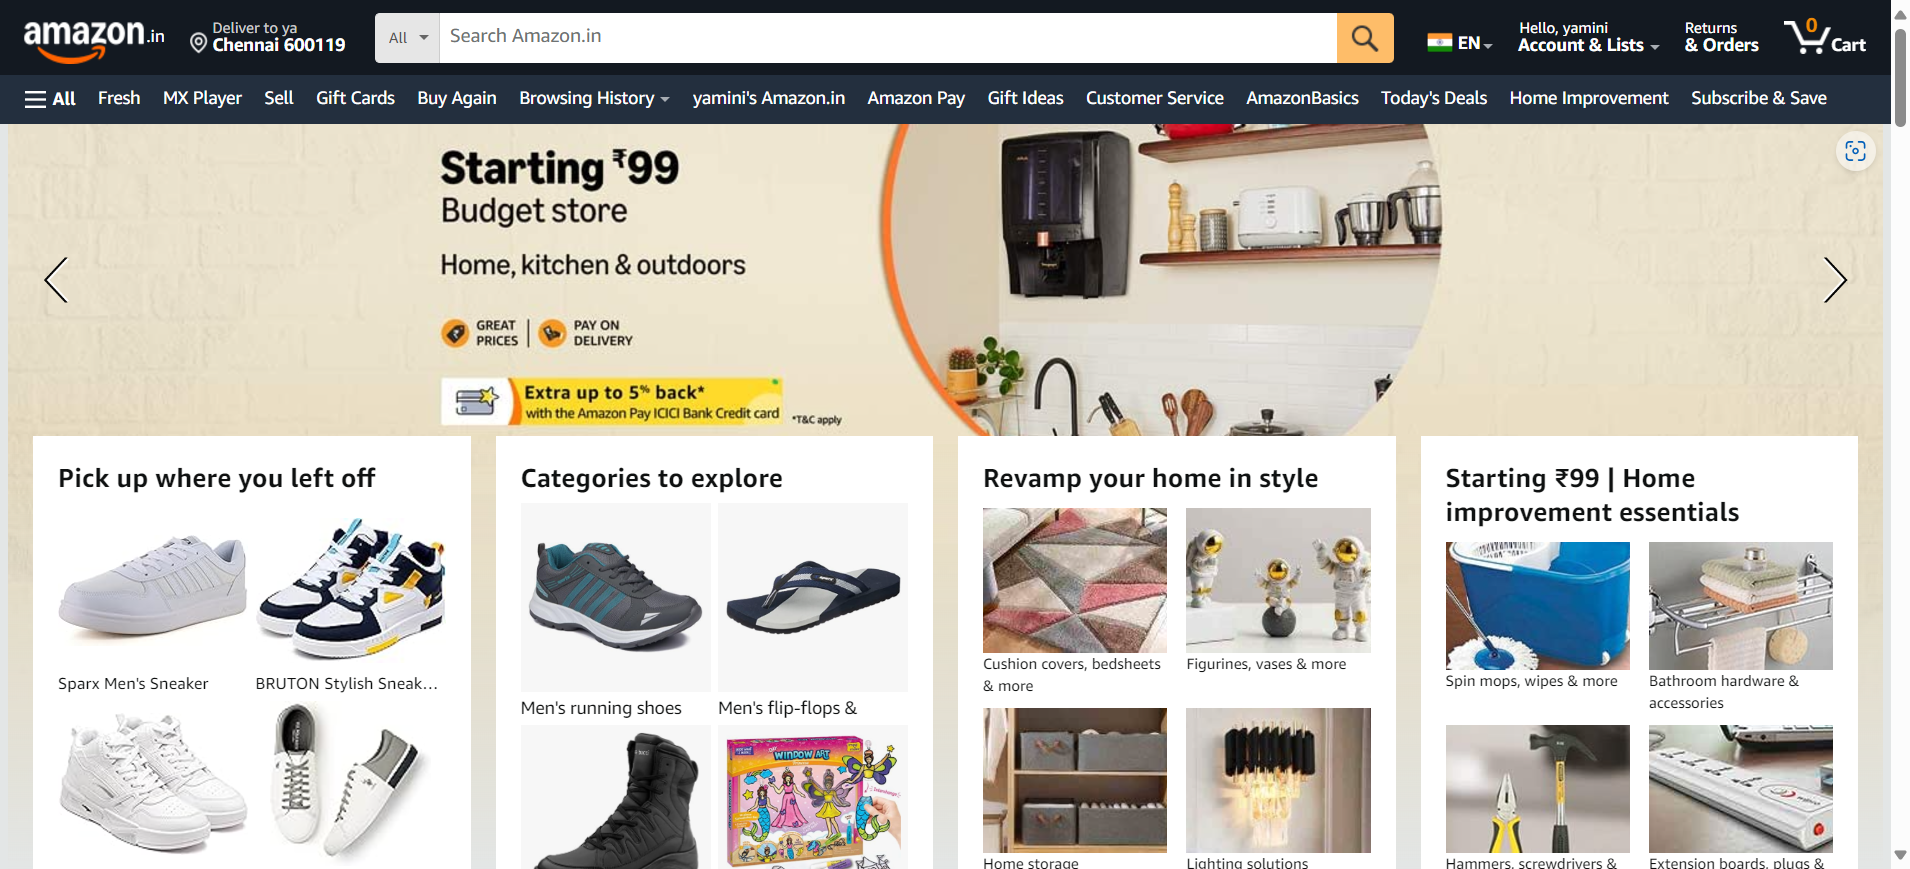 amazon.in
Deliver to ya
Chennai 600119
All
Search Amazon.in
EN
Hello, yamini
Account & Lists
Returns
& Orders
0
Cart
All
Fresh
MX Player
Sell
Gift Cards
Buy Again
Browsing History
yamini's Amazon.in
Amazon Pay
Gift Ideas
Customer Service
AmazonBasics
Today's Deals
Home Improvement
Subscribe & Save
Starting ₹99
Budget store
Home, kitchen & outdoors
GREAT
PRICES
PAY ON
DELIVERY
Extra up to 5% back*
with the Amazon Pay ICICI Bank Credit card
*T&C apply
Pick up where you left off
Sparx Men's Sneaker
BRUTON Stylish Sneak...
Categories to explore
Men's running shoes
Men's flip-flops &
WINDOW ART
Revamp your home in style
Cushion covers, bedsheets
& more
Figurines, vases & more
Home storage
Lighting solutions
Starting ₹99 | Home
improvement essentials
Spin mops, wipes & more
Bathroom hardware &
accessories
Hammers, screwdrivers &
Extension boards, plugs &